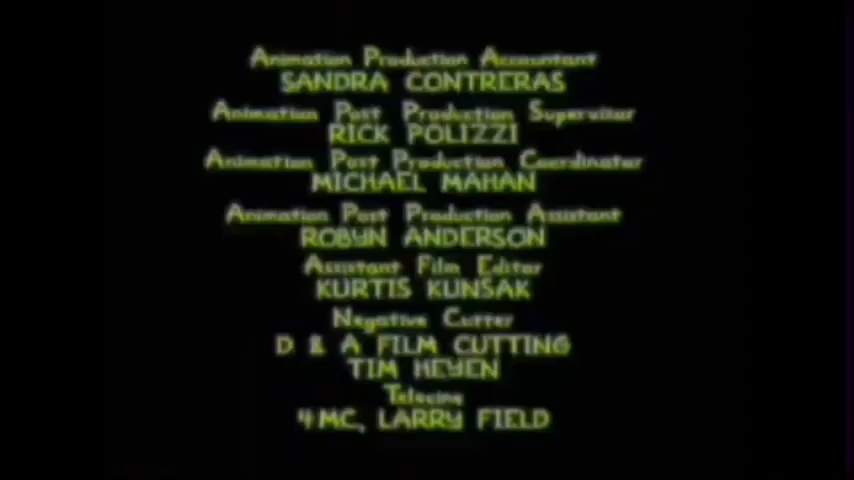 Animation Production Accountant
SANDRA CONTRERAS
Animation Post Production Supervisor
RICK POLIZZI
Animation Post Production Coordinator
MICHAEL MAHAN
Animation Post Production Assistant
ROBYN ANDERSON
Assistant Film Editor
KURTIS KUNSAK
Negative Cutter
D & A FILM CUTTING
TIM HEYEN
Telecine
4MC, LARRY FIELD